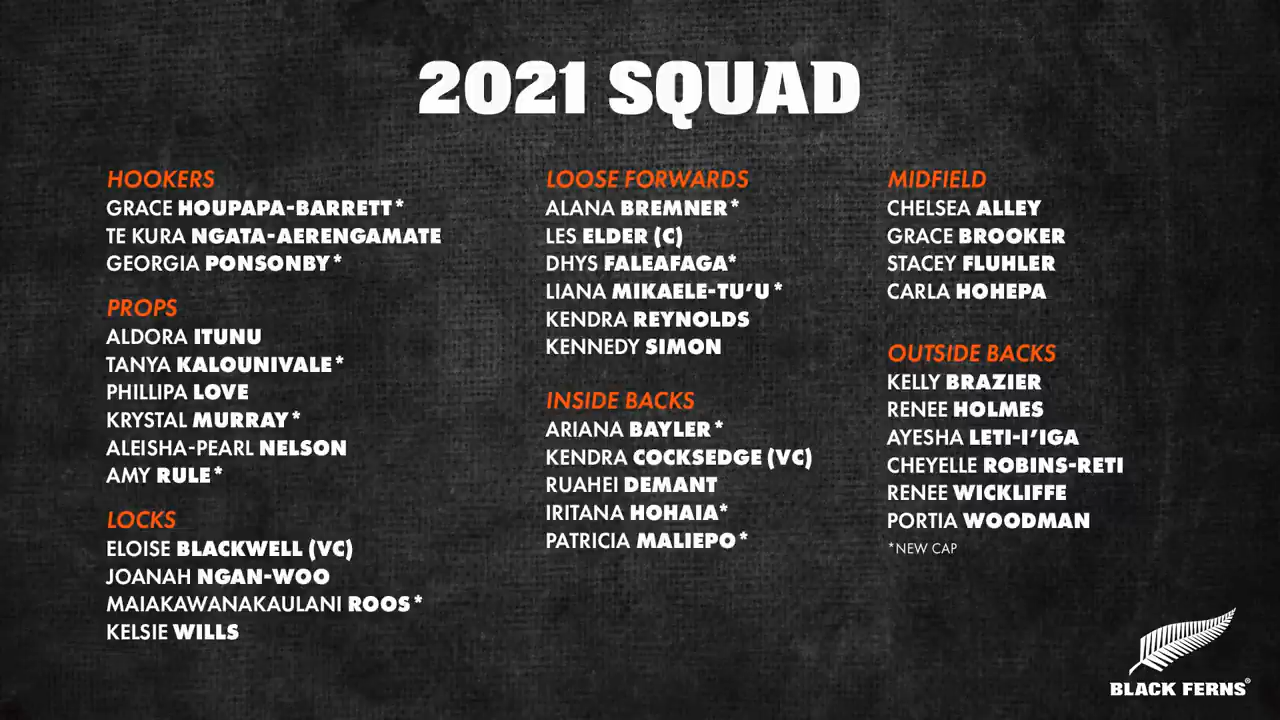 2021 SQUAD
HOOKERS
GRACE HOUPAPA-BARRETT*
TE KURA NGATA-AERENGAMATE
GEORGIA PONSONBY*
PROPS
ALDORA ITUNU
TANYA KALOUNIVALE*
PHILLIPA LOVE
KRYSTAL MURRAY*
ALEISHA-PEARL NELSON
AMY RULE*
LOCKS
ELOISE BLACKWELL (VC)
JOANAH NGAN-WOO
MAIAKAWANAKAULANI ROOS*
KELSIE WILLS
LOOSE FORWARDS
ALANA BREMNER*
LES ELDER (C)
DHYS FALEAFAGA*
LIANA MIKAELE-TU’U*
KENDRA REYNOLDS
KENNEDY SIMON
INSIDE BACKS
ARIANA BAYLER*
KENDRA COCKSEDGE (VC)
RUAHEI DEMANT
IRITANA HOHAIA*
PATRICIA MALIEPO*
MIDFIELD
CHELSEA ALLEY
GRACE BROOKER
STACEY FLUHLER
CARLA HOHEPA
OUTSIDE BACKS
KELLY BRAZIER
RENEE HOLMES
AYESHA LETI-I’IGA
CHEYELLE ROBINS-RETI
RENEE WICKLIFFE
PORTIA WOODMAN
*NEW CAP
BLACK FERNS®